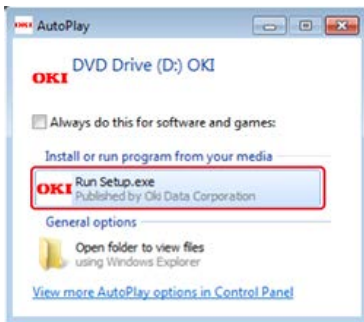 AutoPlay
DVD Drive (D:) OKI
OKI
Always do this for software and games:
Install or run program from your media
OKI Run Setup.exe
Published by Oki Data Corporation
General options
Open folder to view files
using Windows Explorer
View more AutoPlay options in Control Panel